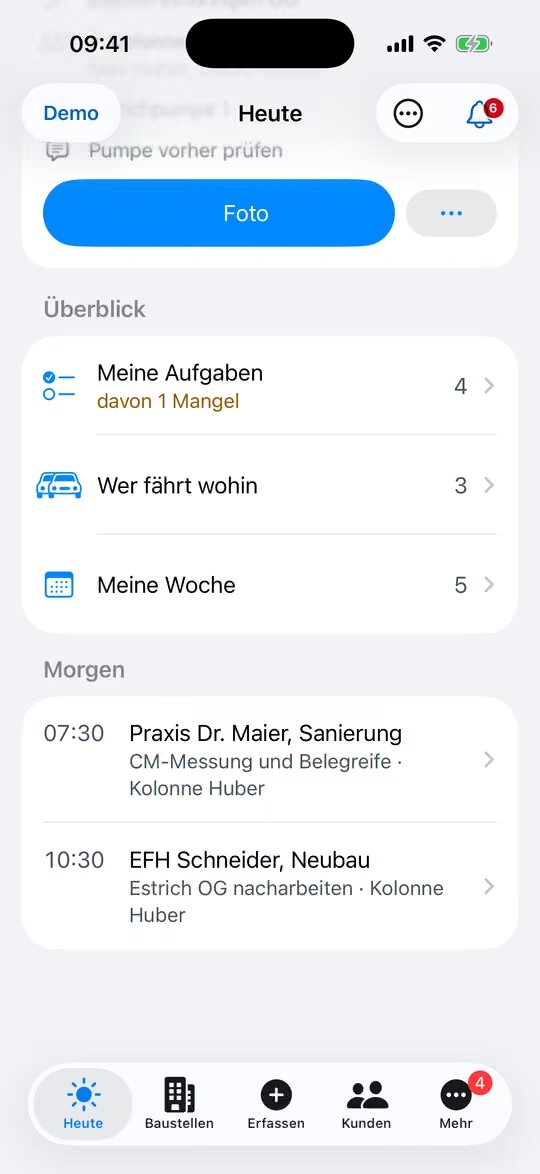 09:41
Demo
Heute
6
Pumpe vorher prüfen
Foto
Überblick
Meine Aufgaben
4
davon 1 Mangel
Wer fährt wohin
3
Meine Woche
5
Morgen
07:30
Praxis Dr. Maier, Sanierung
CM-Messung und Belegreife ·
Kolonne Huber
10:30
EFH Schneider, Neubau
Estrich OG nacharbeiten · Kolonne
Huber
4
Heute
Baustellen
Erfassen
Kunden
Mehr